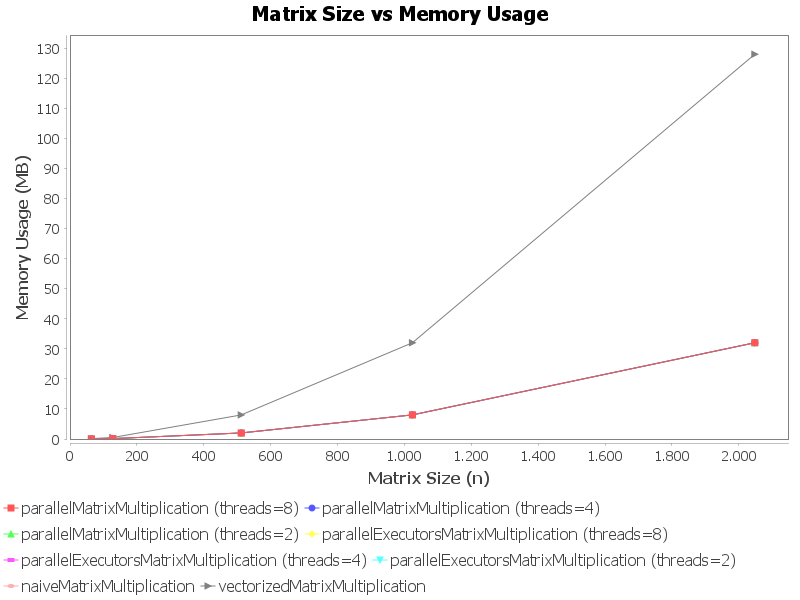 Matrix Size vs Memory Usage
130
120
110
100
90
80
70
60
50
40
30
20
10
0
Memory Usage (MB)
0 200 400 600 800 1.000 1.200 1.400 1.600 1.800 2.000
Matrix Size (n)
parallelMatrixMultiplication (threads=8) parallelMatrixMultiplication (threads=4)
parallelMatrixMultiplication (threads=2) parallelExecutorsMatrixMultiplication (threads=8)
parallelExecutorsMatrixMultiplication (threads=4) parallelExecutorsMatrixMultiplication (threads=2)
naiveMatrixMultiplication vectorizedMatrixMultiplication